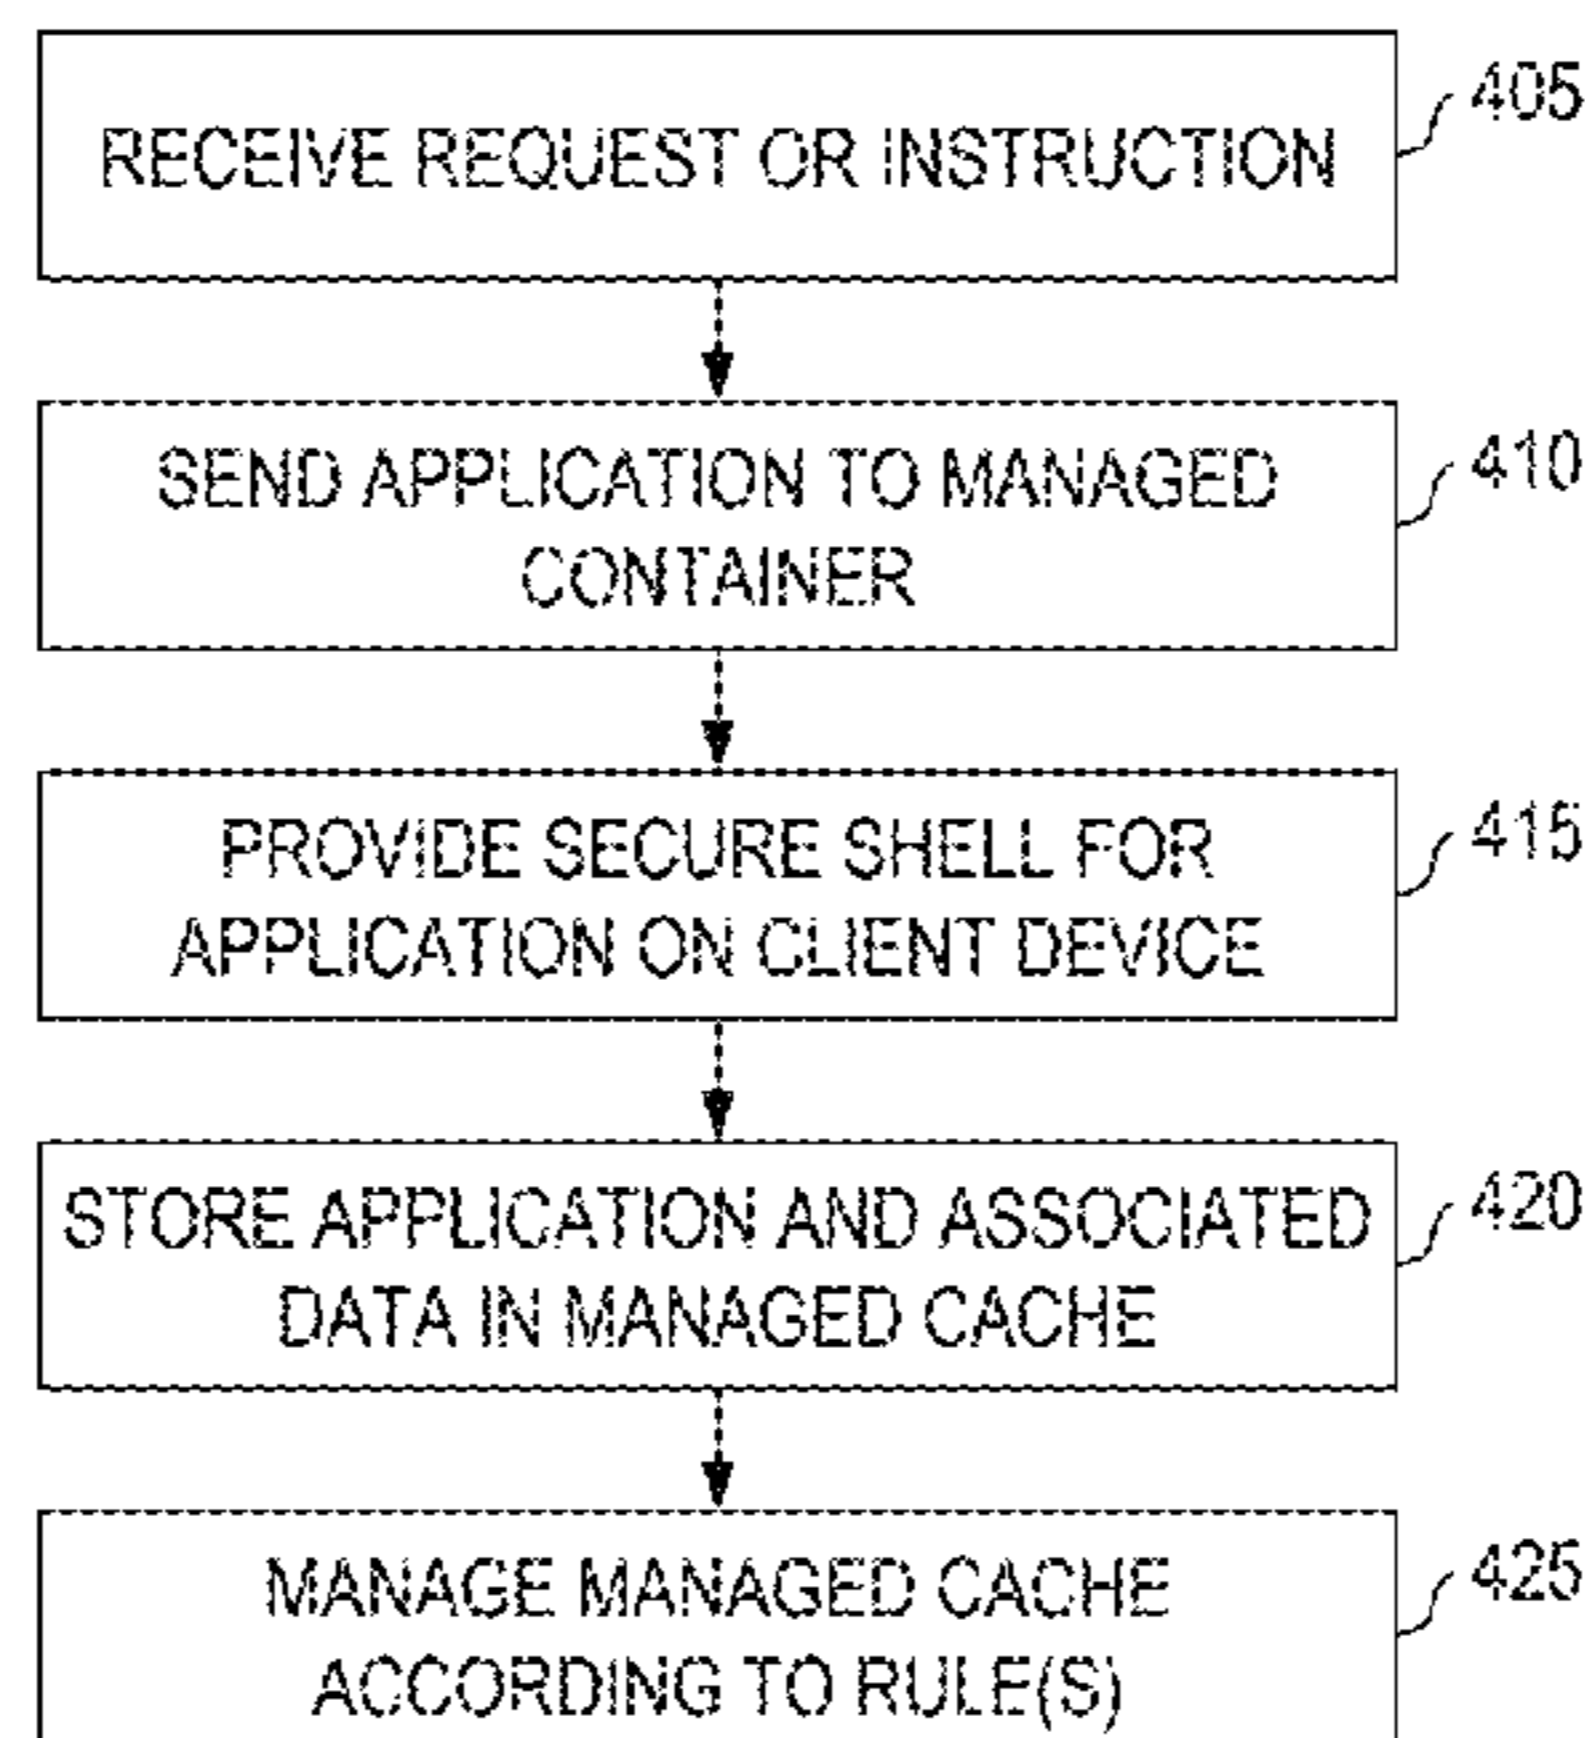 RECEIVE REQUEST OR INSTRUCTION
405
SEND APPLICATION TO MANAGED
CONTAINER
410
PROVIDE SECURE SHELL FOR
APPLICATION ON CLIENT DEVICE
415
STORE APPLICATION AND ASSOCIATED
DATA IN MANAGED CACHE
420
MANAGE MANAGED CACHE
ACCORDING TO RULE(S)
425